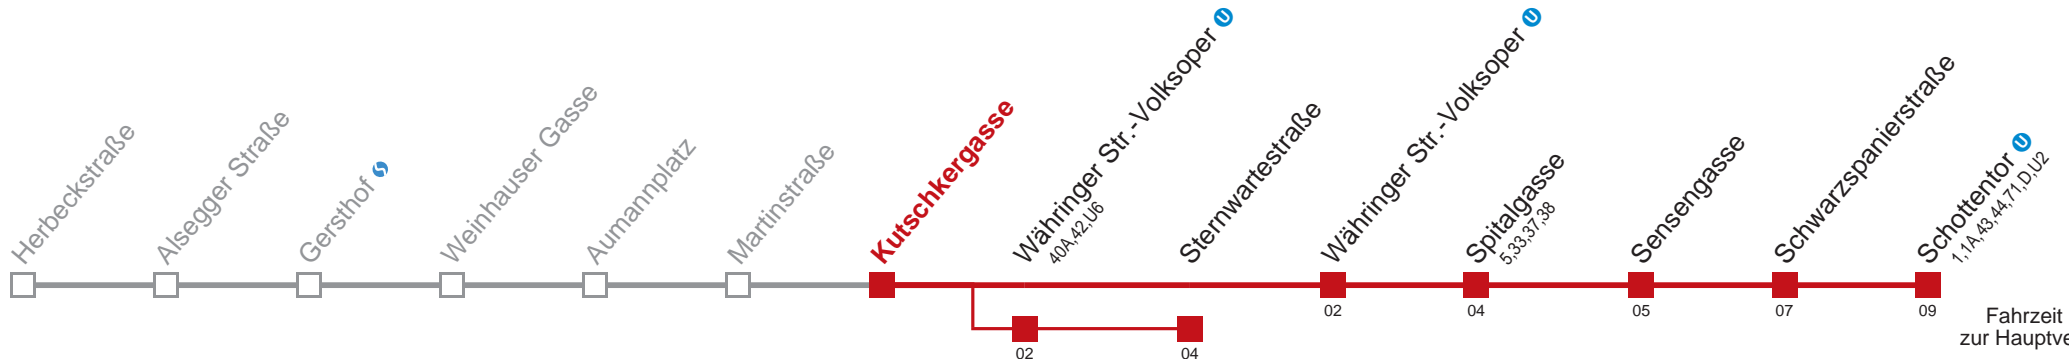 Herbeckstraße
Alsegger Straße
Gersthof
Weinhauser Gasse
Aumannplatz
Martinstraße
Kutschkergasse
Währinger Str.-Volksoper U
40A,42,U6
Sternwartestraße
Währinger Str.-Volksoper U
Spitalgasse
5,33,37,38
Sensengasse
Schwarzspanierstraße
Schottentor U
1,1A,43,44,71,D,U2
02
04
05
07
09
02
04
Fahrzeit
zur Hauptve